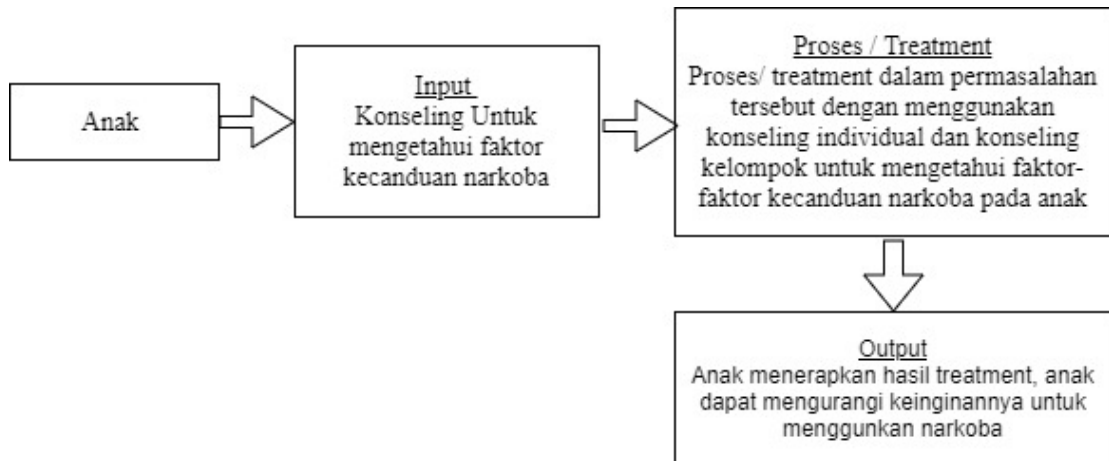 Anak
Input
Konseling Untuk
mengetahui faktor
kecanduan narkoba
Proses / Treatment
Proses/ treatment dalam permasalahan
tersebut dengan menggunakan
konseling individual dan konseling
kelompok untuk mengetahui faktor-
faktor kecanduan narkoba pada anak
Output
Anak menerapkan hasil treatment, anak
dapat mengurangi keinginannya untuk
menggunkan narkoba